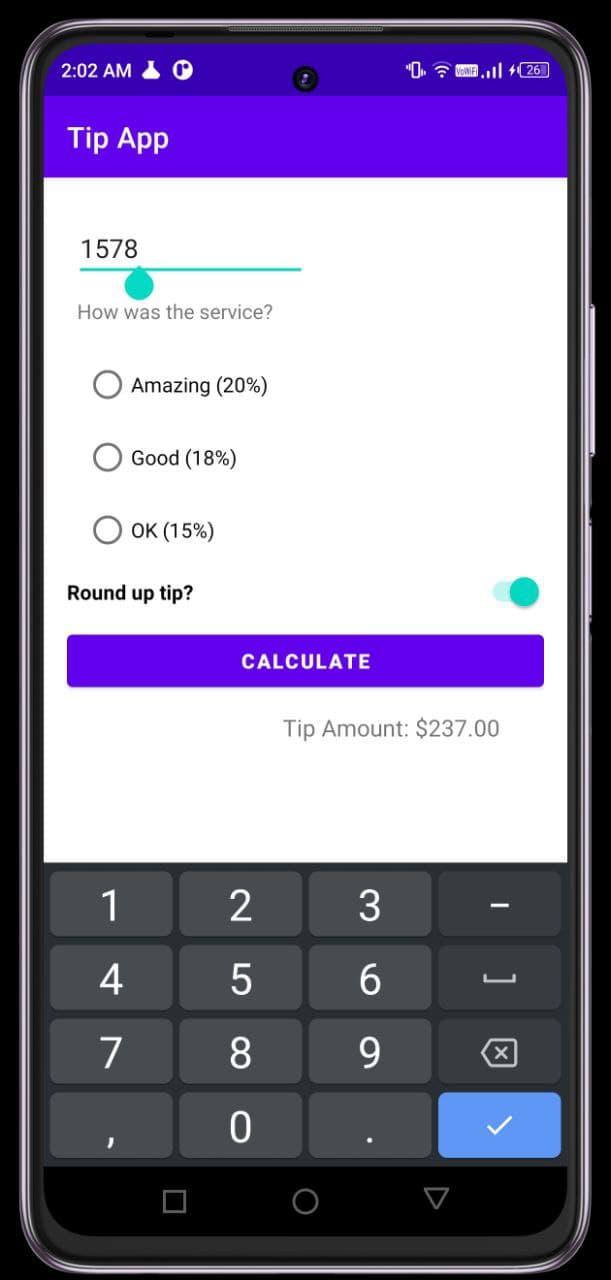 2:02 AM VoWiFi 26
Tip App
1578
How was the service?
Amazing (20%)
Good (18%)
OK (15%)
Round up tip?
CALCULATE
Tip Amount: $237.00
1 2 3 –
4 5 6
7 8 9
, 0 .